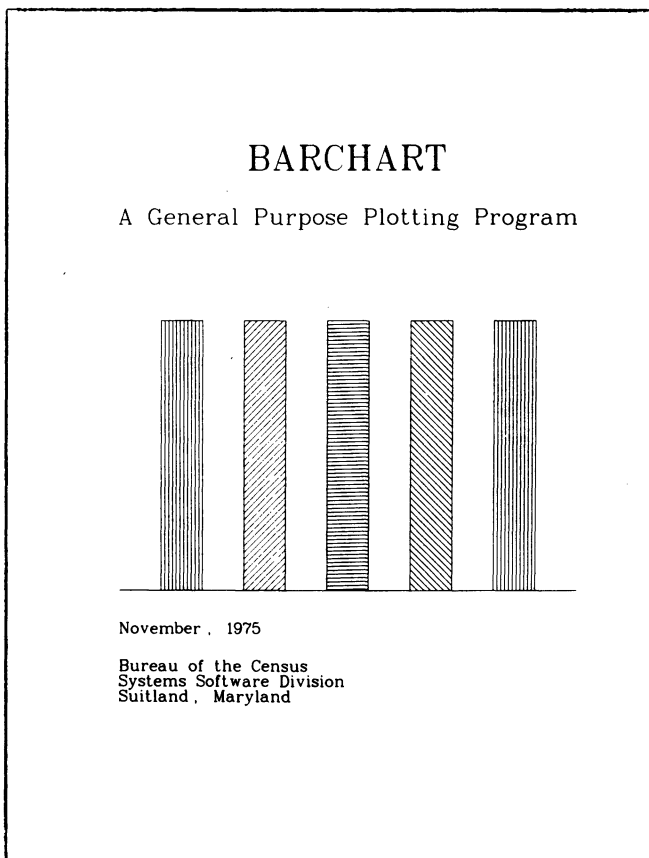 BARCHART
A General Purpose Plotting Program
November, 1975
Bureau of the Census
Systems Software Division
Suitland, Maryland